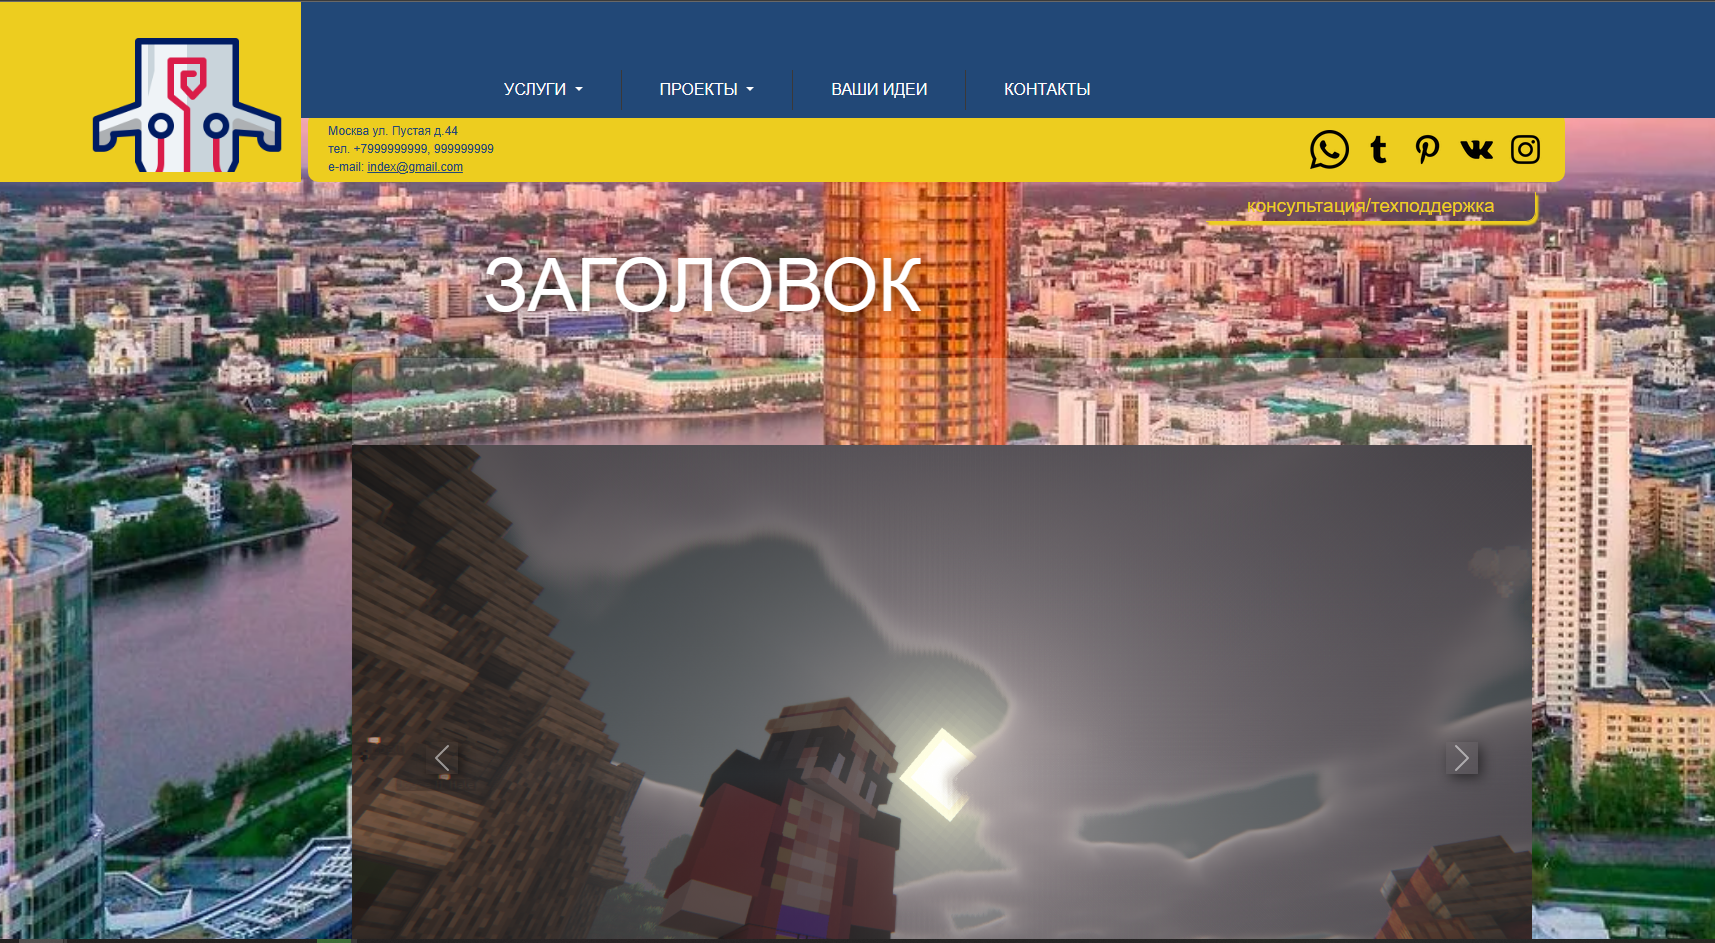 УСЛУГИ
ПРОЕКТЫ
ВАШИ ИДЕИ
КОНТАКТЫ
Москва ул. Пустая д.44
тел. +7999999999, 999999999
e-mail: index@gmail.com
консультация/техподдержка
ЗАГОЛОВОК